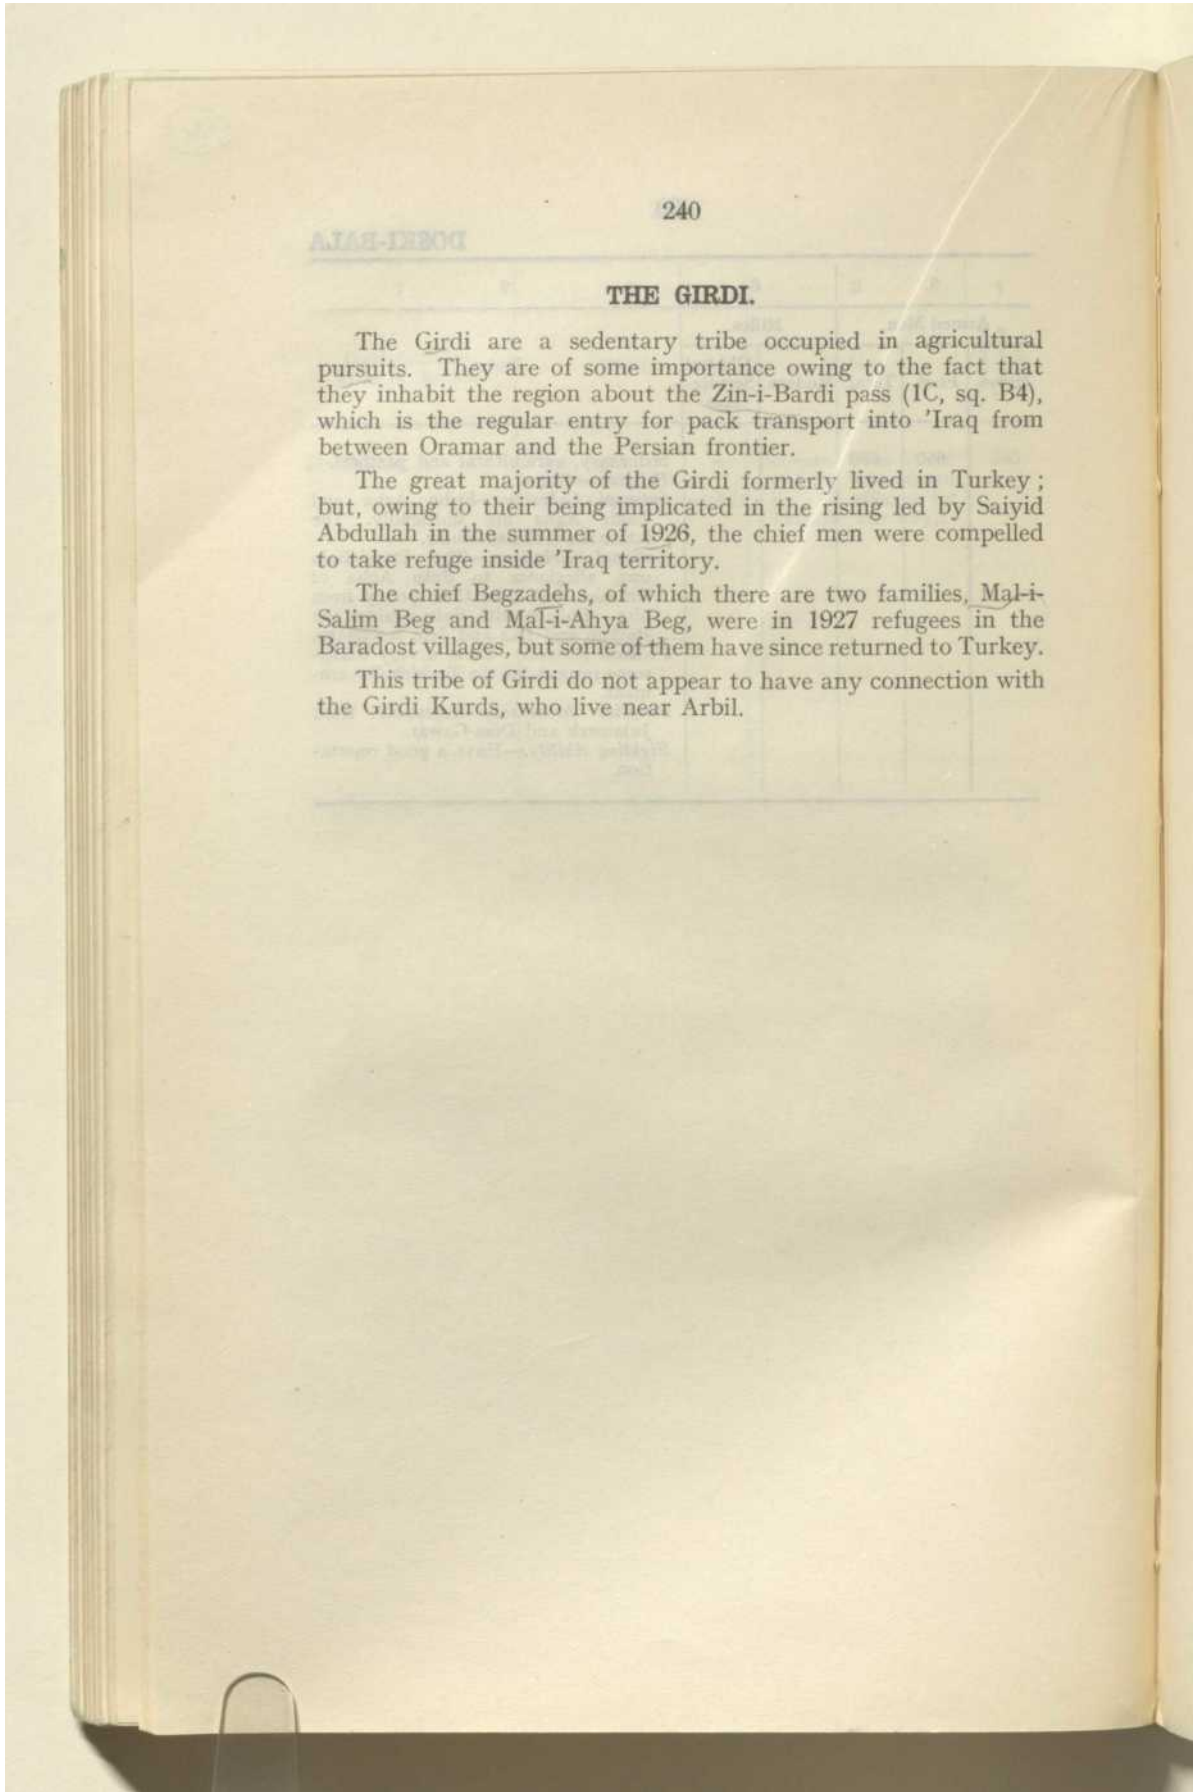 240
THE GIRDI.
The Girdi are a sedentary tribe occupied in agricultural
pursuits. They are of some importance owing to the fact that
they inhabit the region about the Zin-i-Bardi pass (1C, sq. B4),
which is the regular entry for pack transport into 'Iraq from
between Oramar and the Persian frontier.
The great majority of the Girdi formerly lived in Turkey ;
but, owing to their being implicated in the rising led by Saiyid
Abdullah in the summer of 1926, the chief men were compelled
to take refuge inside 'Iraq territory.
The chief Begzadehs, of which there are two families, Mal-i-
Salim Beg and Mal-i-Ahya Beg, were in 1927 refugees in the
Baradost villages, but some of them have since returned to Turkey.
This tribe of Girdi do not appear to have any connection with
the Girdi Kurds, who live near Arbil.